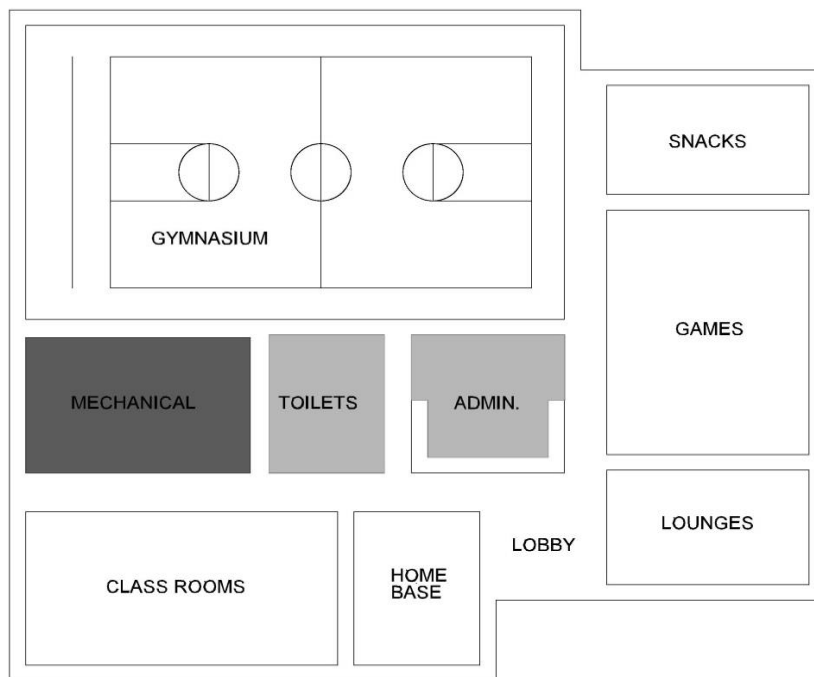 SNACKS
GYMNASIUM
GAMES
MECHANICAL
TOILETS
ADMIN.
LOUNGES
LOBBY
CLASS ROOMS
HOME
BASE